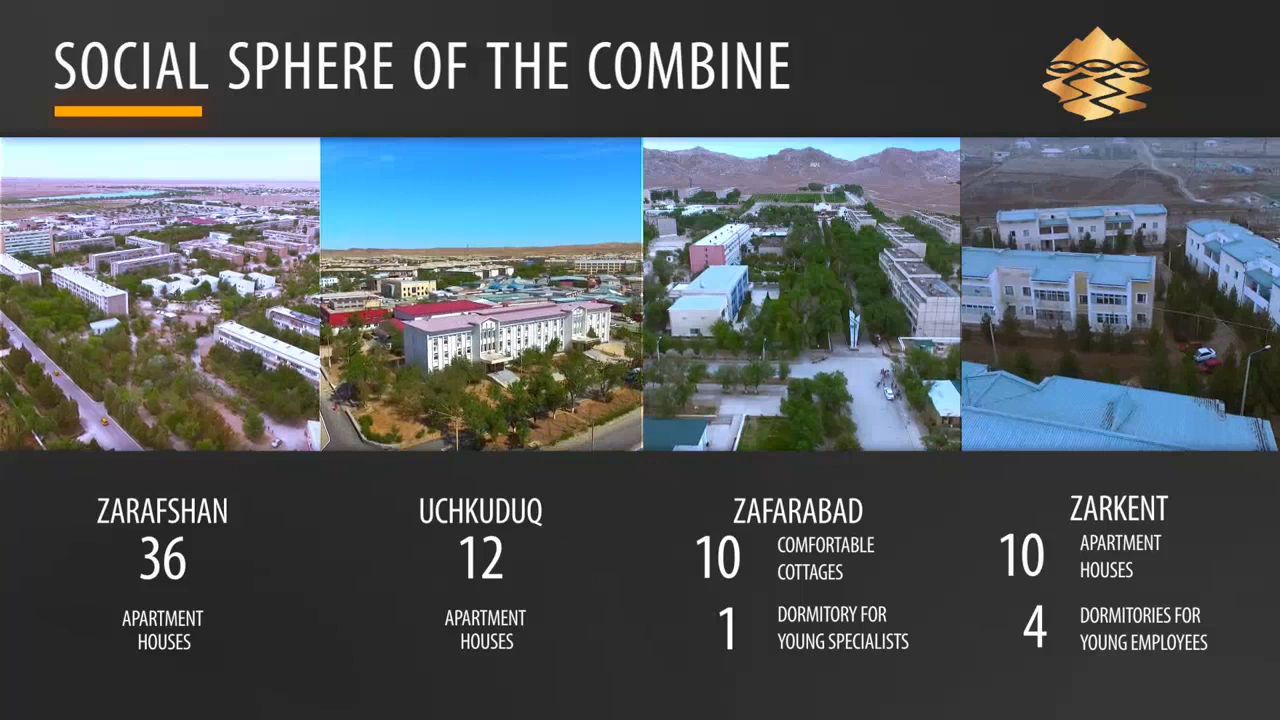 SOCIAL SPHERE OF THE COMBINE
ZARAFSHAN
36
APARTMENT
HOUSES
UCHKUDUQ
12
APARTMENT
HOUSES
ZAFARABAD
10
COMFORTABLE
COTTAGES
1
DORMITORY FOR
YOUNG SPECIALISTS
ZARKENT
10
APARTMENT
HOUSES
4
DORMITORIES FOR
YOUNG EMPLOYEES